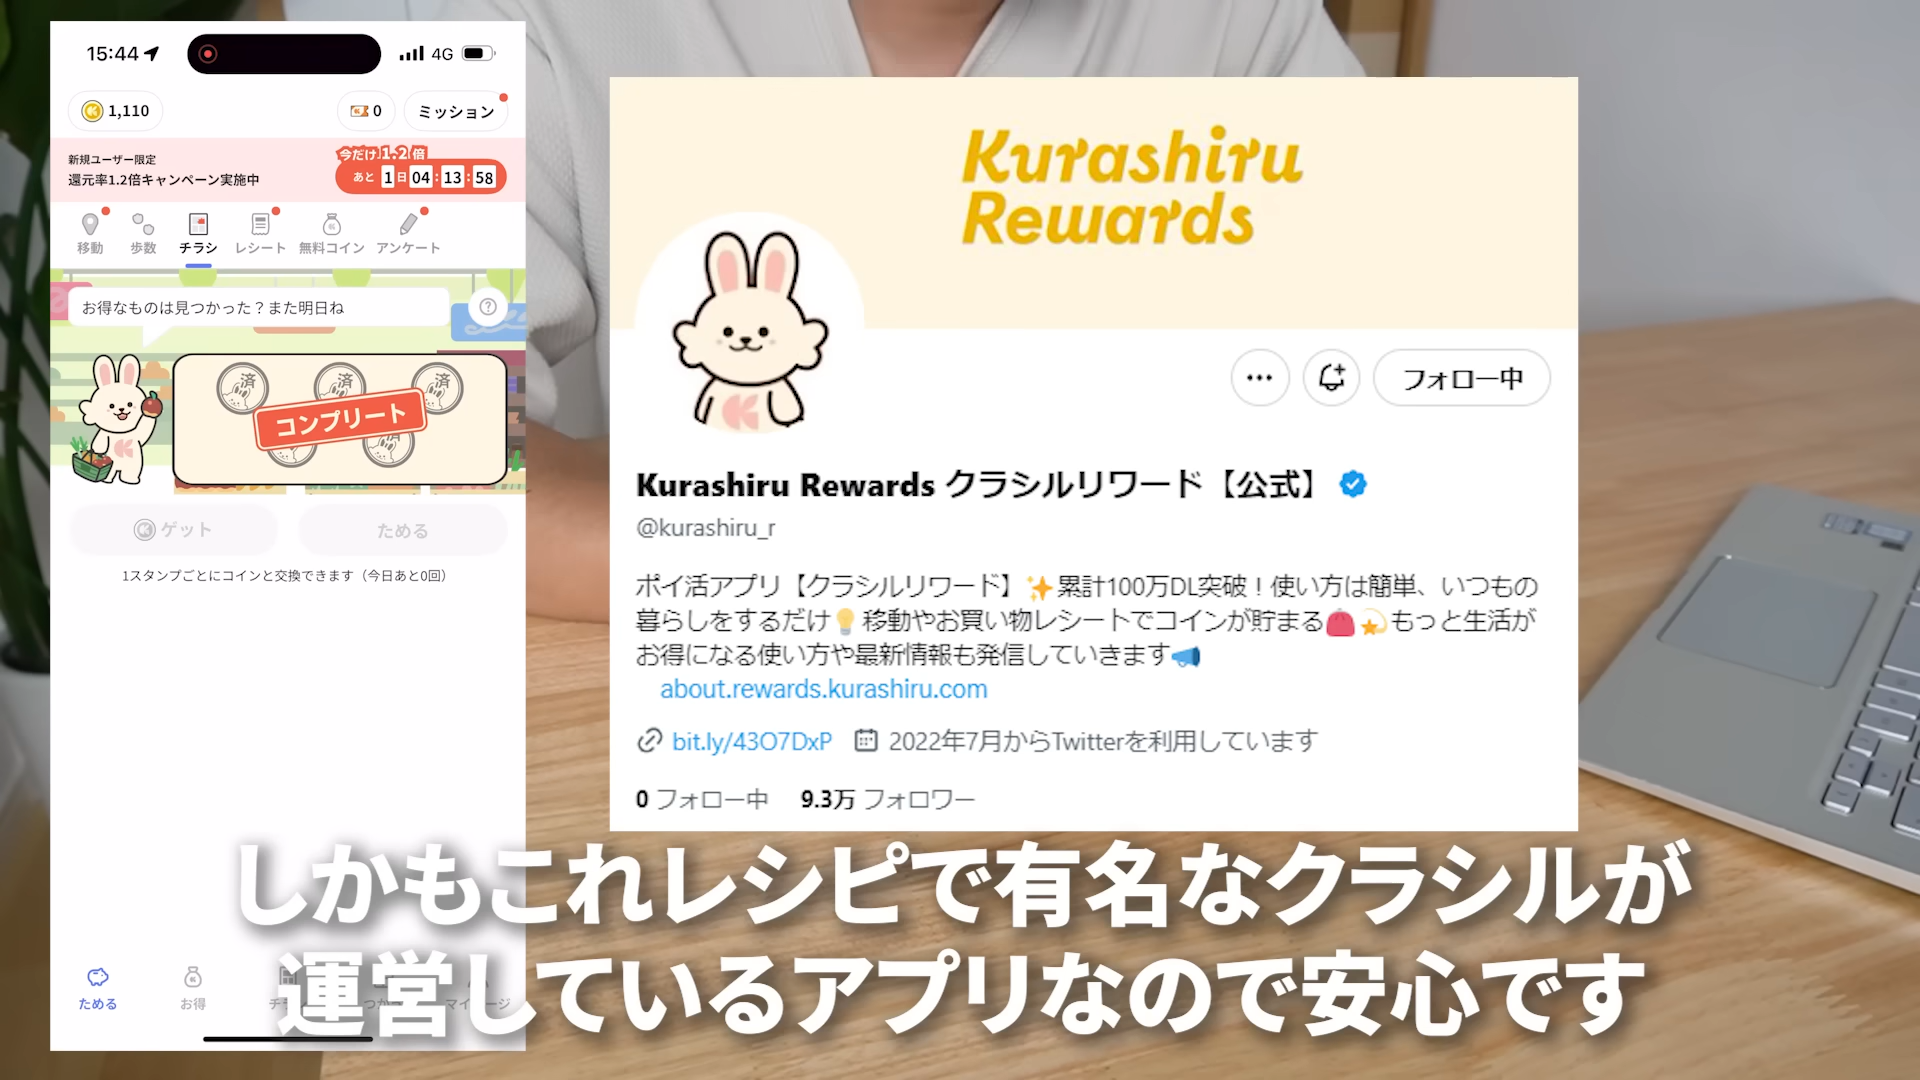 15:44
4G
1,110
0
ミッション
新規ユーザー限定
還元率1.2倍キャンペーン実施中
今だけ1.2倍
あと 1日 04:13:58
移動
歩数
チラシ
レシート
無料コイン
アンケート
お得なものは見つかった？また明日ね
済 済 済
コンプリート
ゲット
ためる
1スタンプごとにコインと交換できます（今日あと0回）
ためる
お得
Kurashiru
Rewards
フォロー中
Kurashiru Rewards クラシルリワード【公式】
@kurashiru_r
ポイ活アプリ【クラシルリワード】✨累計100万DL突破！使い方は簡単、いつもの
暮らしをするだけ💡移動やお買い物レシートでコインが貯まる👛💫もっと生活が
お得になる使い方や最新情報も発信していきます📣
about.rewards.kurashiru.com
bit.ly/43O7DxP
2022年7月からTwitterを利用しています
0 フォロー中 9.3万 フォロワー
しかもこれレシピで有名なクラシルが
運営しているアプリなので安心です